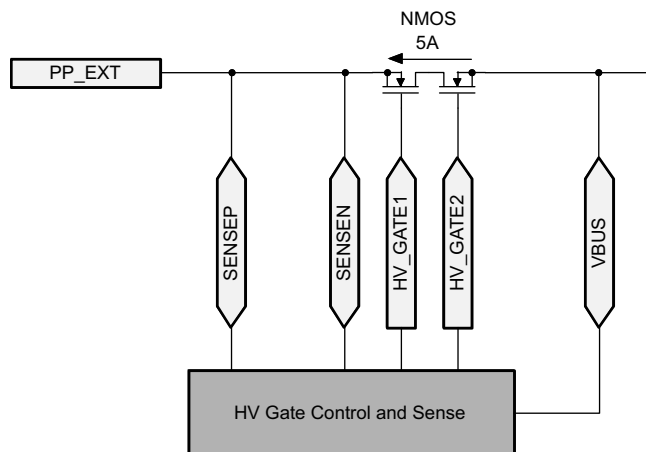 NMOS
5A
PP_EXT
SENSEP
SENSEN
HV_GATE1
HV_GATE2
VBUS
HV Gate Control and Sense